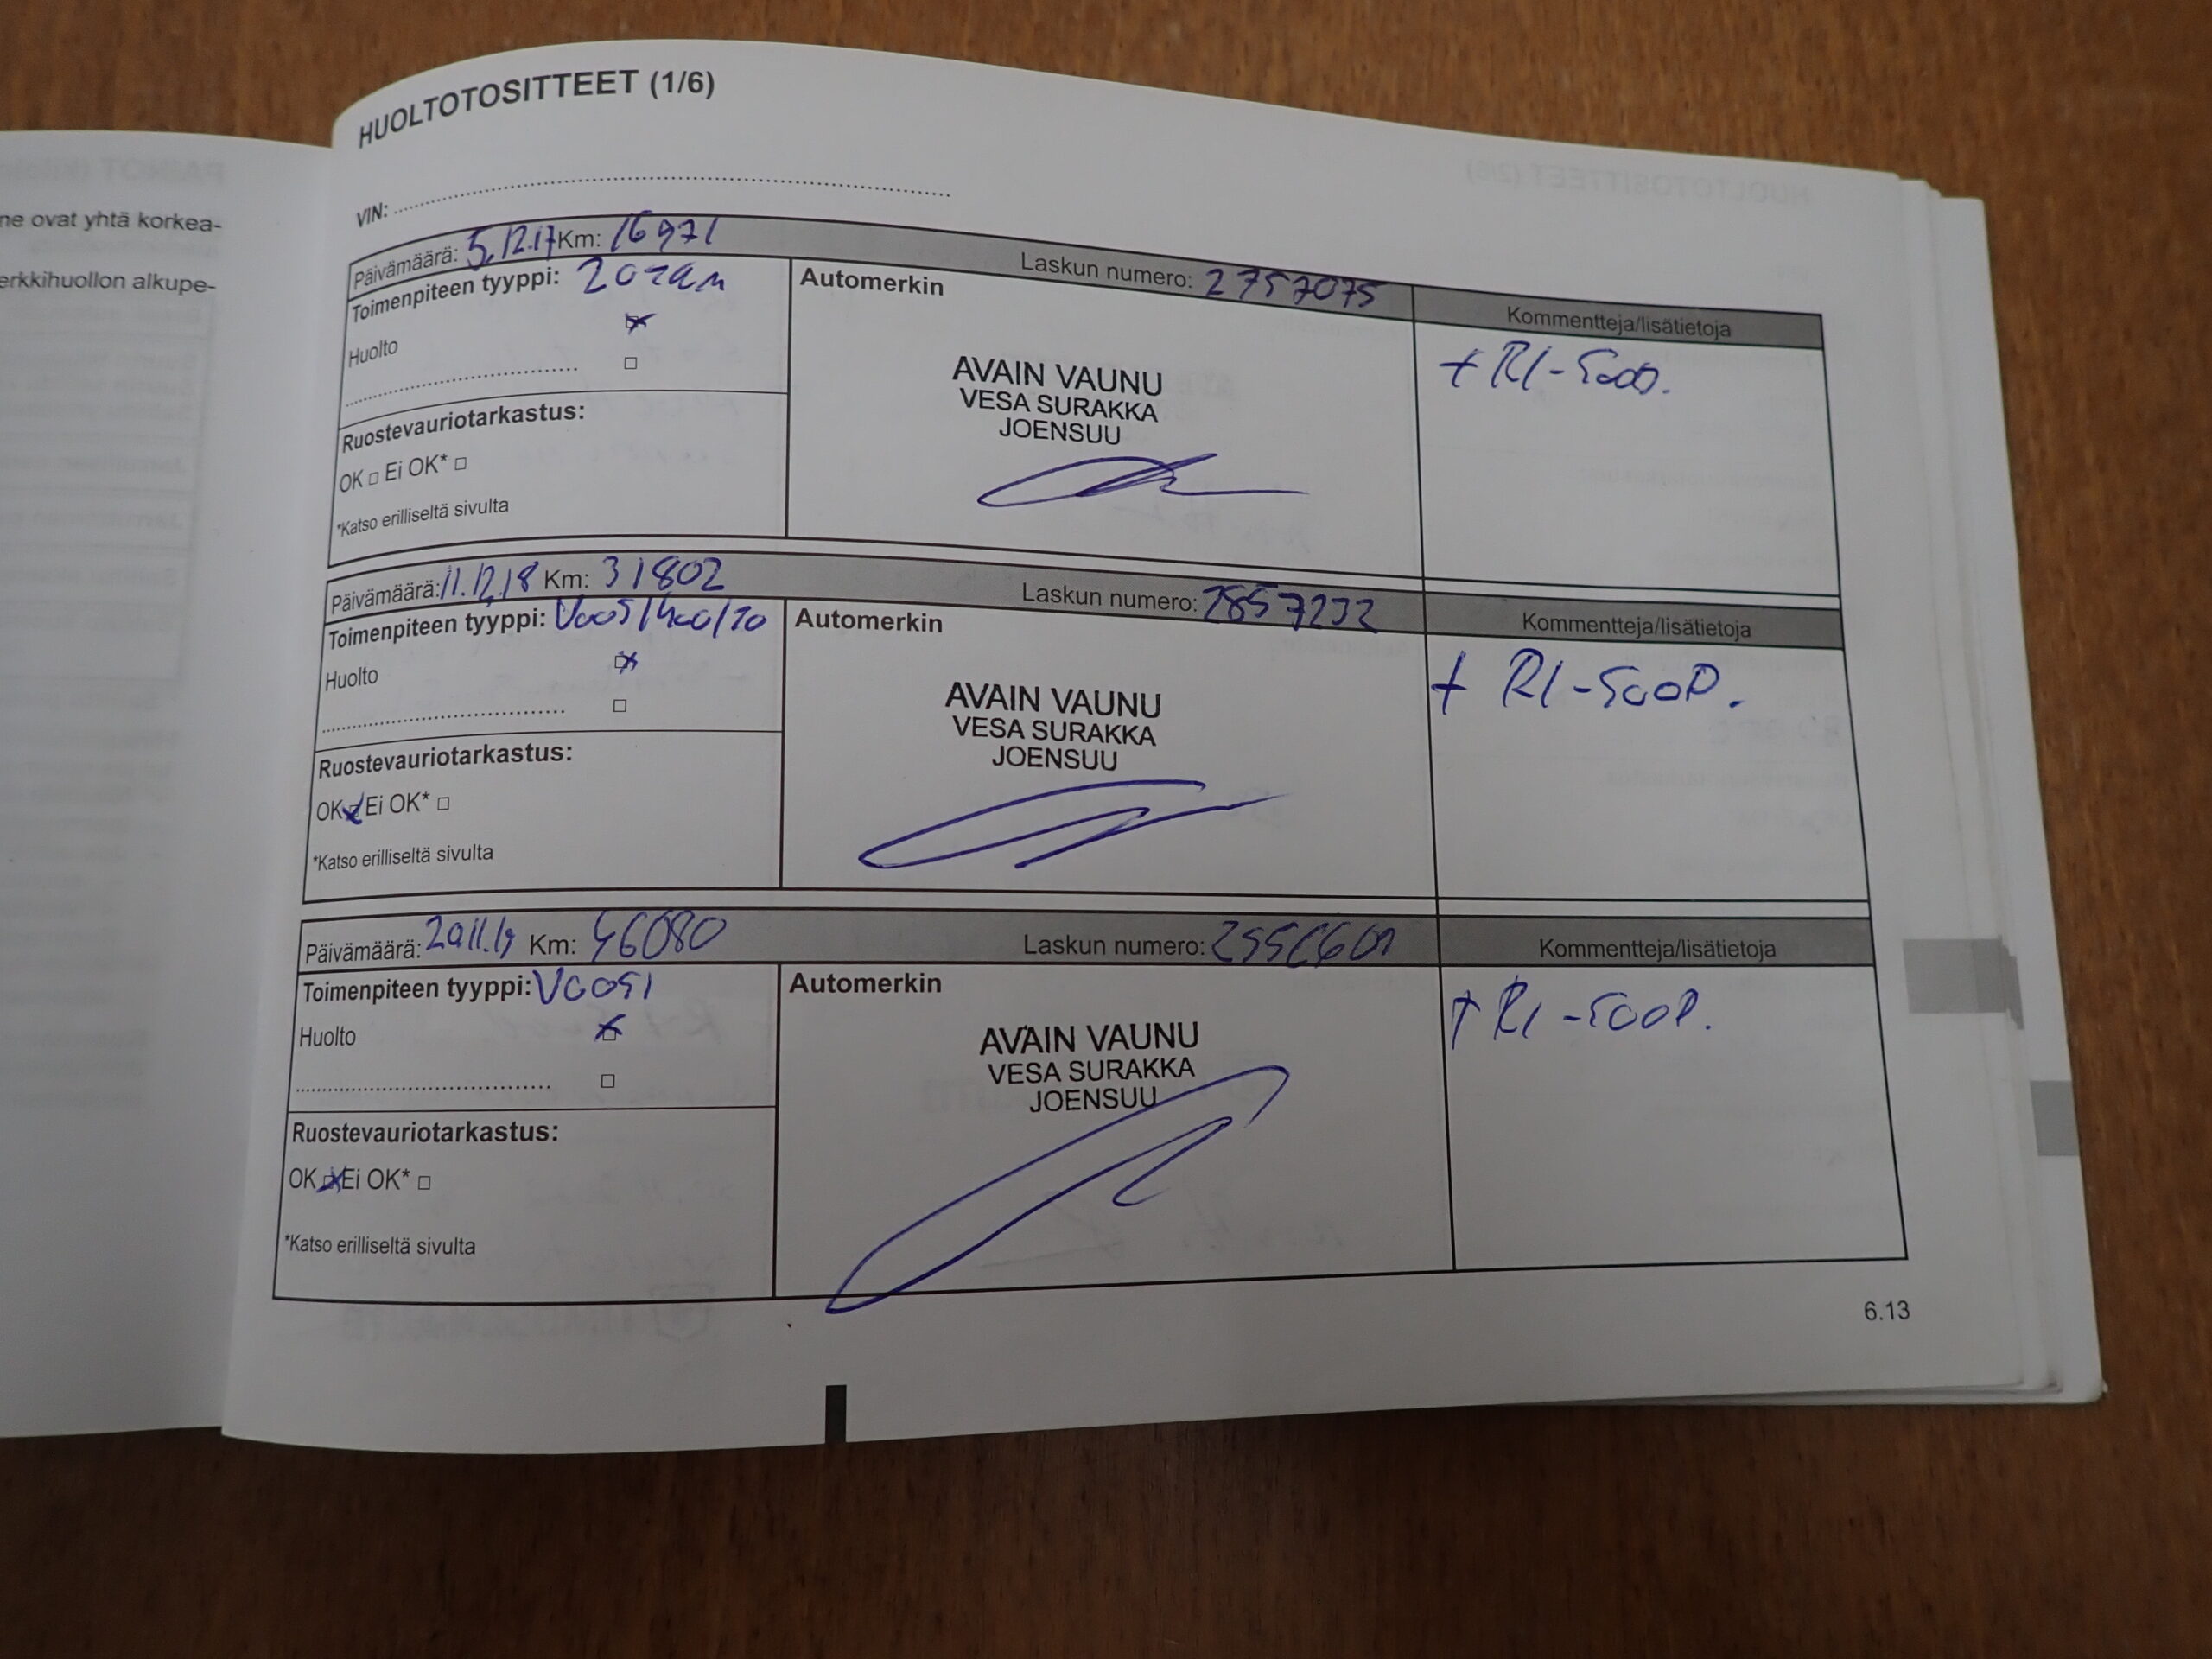 HUOLTOTOSITTEET (1/6)
ne ovat yhtä korkea-
erkkihuollon alkupe-
VIN:
Päivämäärä: 5.12.17 Km: 16971 Laskun numero: 2757075
Kommentteja/lisätietoja
Toimenpiteen tyyppi:
Automerkin
Huolto
AVAIN VAUNU
VESA SURAKKA
JOENSUU
Ruostevauriotarkastus:
OK Ei OK*
*Katso erilliseltä sivulta
Päivämäärä: 11.12.18 Km: 31802 Laskun numero: 2857232
Kommentteja/lisätietoja
Toimenpiteen tyyppi:
Automerkin
+ R1-500P.
Huolto
AVAIN VAUNU
VESA SURAKKA
JOENSUU
Ruostevauriotarkastus:
OK Ei OK*
*Katso erilliseltä sivulta
Päivämäärä: Km: 46080 Laskun numero:
Kommentteja/lisätietoja
Toimenpiteen tyyppi: VUOSI
Automerkin
Huolto
AVAIN VAUNU
VESA SURAKKA
JOENSUU
Ruostevauriotarkastus:
OK Ei OK*
*Katso erilliseltä sivulta
6.13